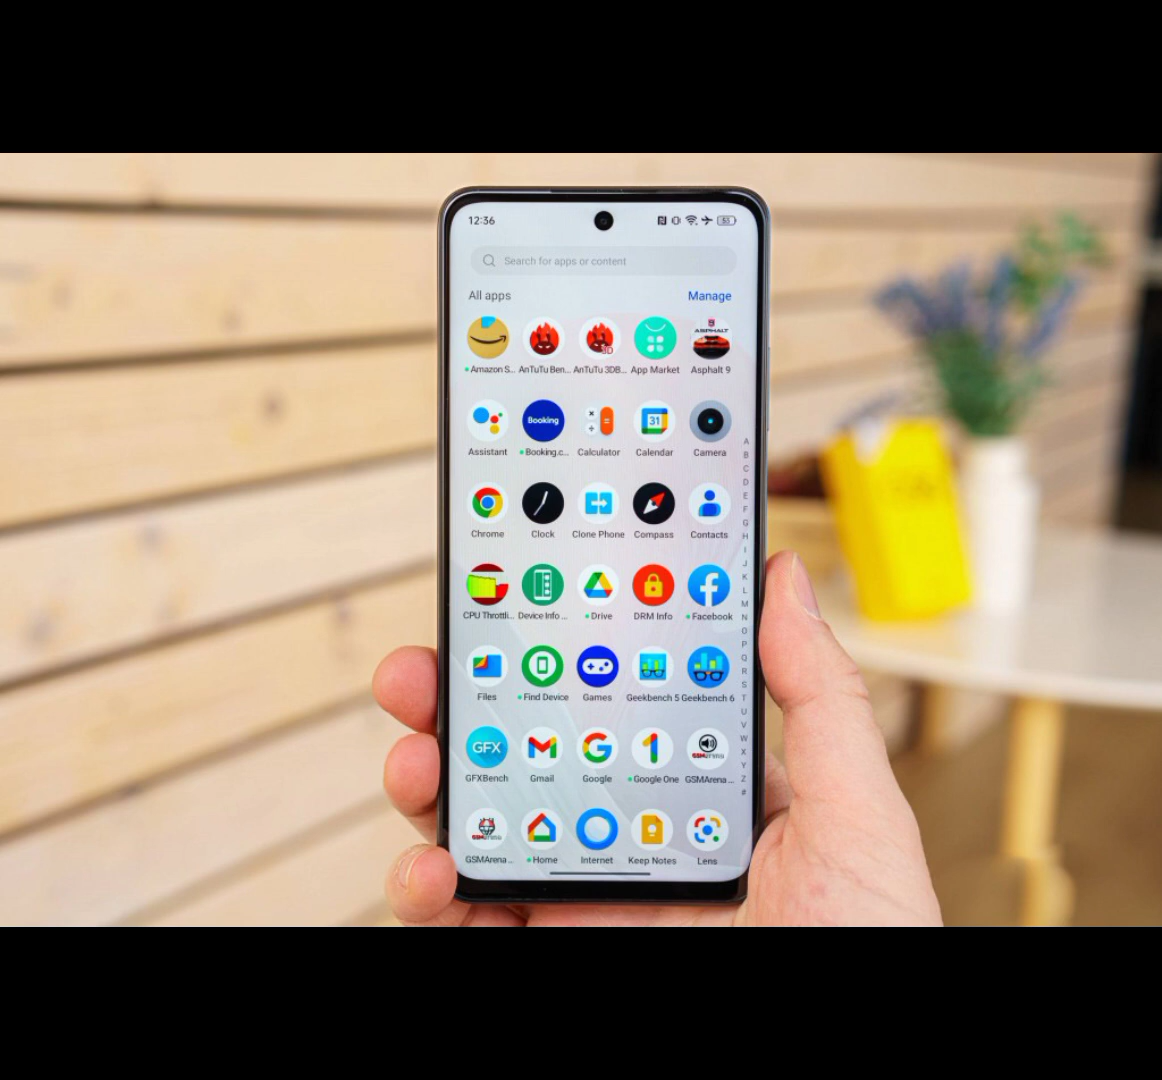 12:36 53
Search for apps or content
All apps Manage
ASPHALT
Amazon S... AnTuTu Ben... AnTuTu 3DB... App Market Asphalt 9
Booking 31
Assistant Booking.c... Calculator Calendar Camera
Chrome Clock Clone Phone Compass Contacts
CPU Throttli... Device Info ... Drive DRM Info Facebook
Files Find Device Games Geekbench 5 Geekbench 6
GFX
GFXBench Gmail Google Google One GSMArena ...
GSMArena ... Home Internet Keep Notes Lens
A
B
C
D
E
F
G
H
I
J
K
L
M
N
O
P
Q
R
S
T
U
V
W
X
Y
Z
#